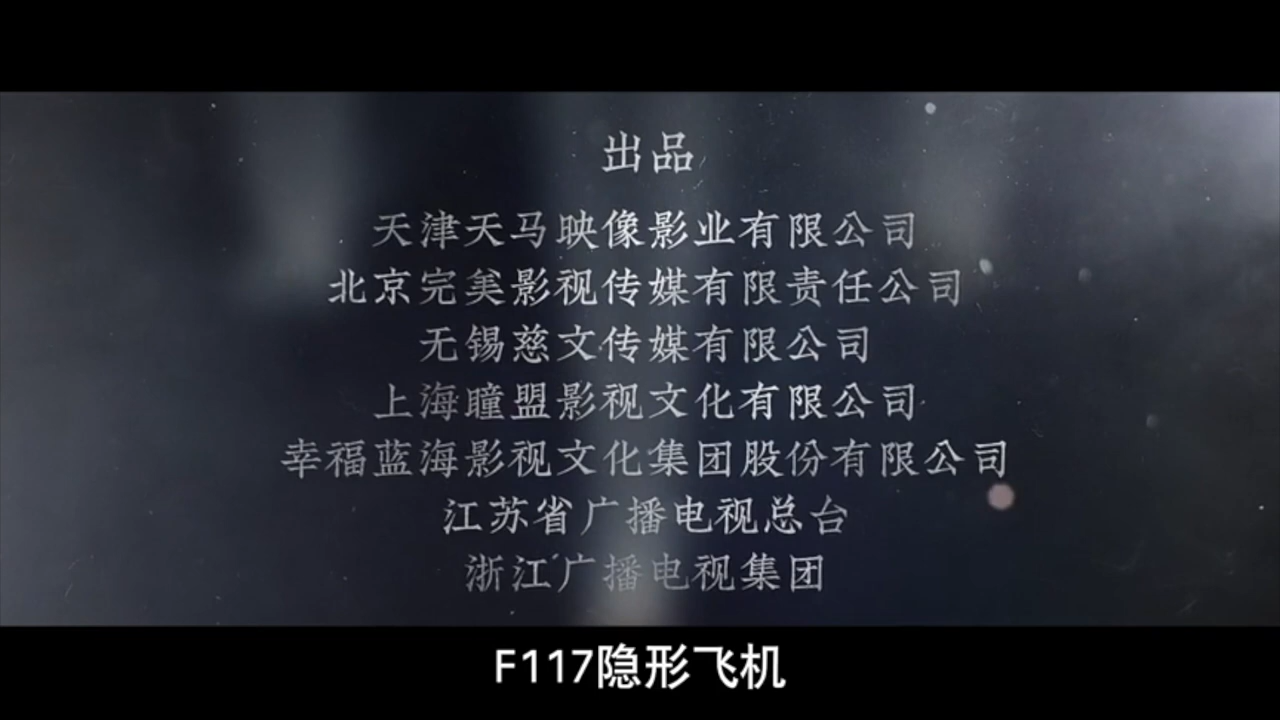 出品
天津天马映像影业有限公司
北京完美影视传媒有限责任公司
无锡慈文传媒有限公司
上海瞳盟影视文化有限公司
幸福蓝海影视文化集团股份有限公司
江苏省广播电视总台
浙江广播电视集团
F117隐形飞机